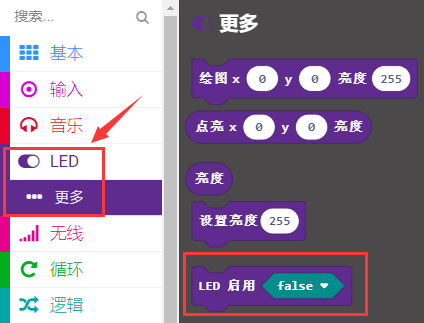 搜索...
基本
输入
音乐
LED
更多
无线
循环
逻辑
更多
绘图 x 0 y 0 亮度 255
点亮 x 0 y 0 亮度
亮度
设置亮度 255
LED 启用 false